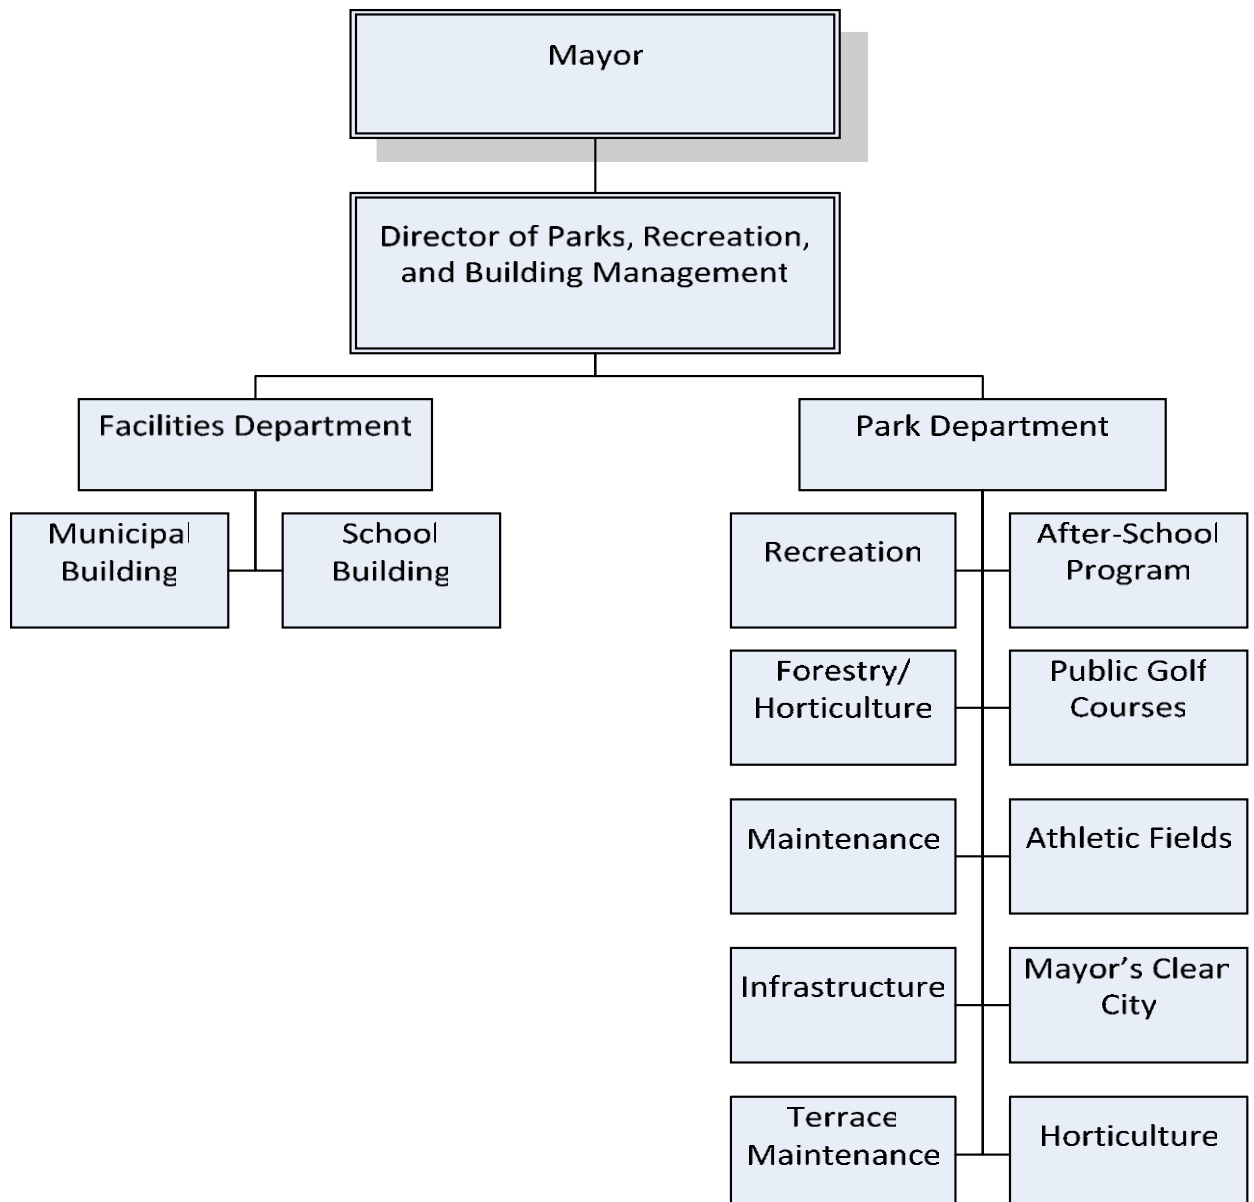 Mayor
Director of Parks, Recreation,
and Building Management
Facilities Department
Park Department
Municipal
Building
School
Building
Recreation
After-School
Program
Forestry/
Horticulture
Public Golf
Courses
Maintenance
Athletic Fields
Infrastructure
Mayor's Clean
City
Terrace
Maintenance
Horticulture